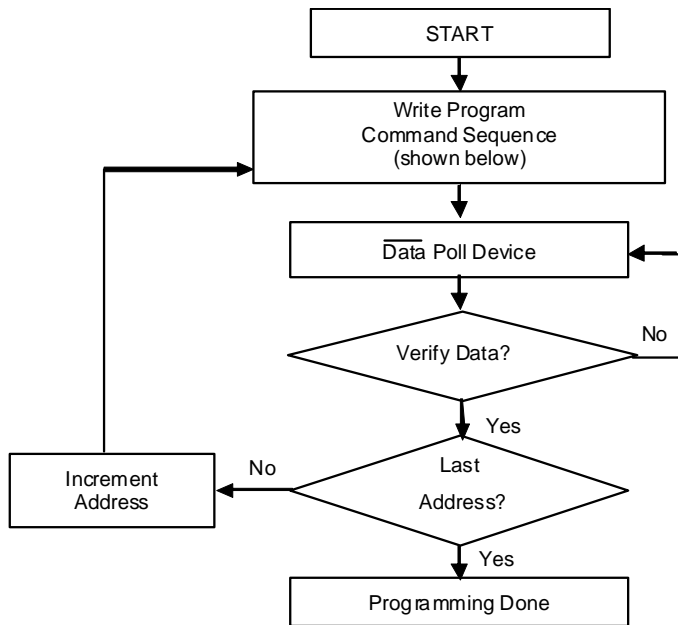 START
Write Program
Command Sequence
(shown below)
Data Poll Device
Verify Data?
No
Yes
Last
Address?
No
Increment
Address
Yes
Programming Done